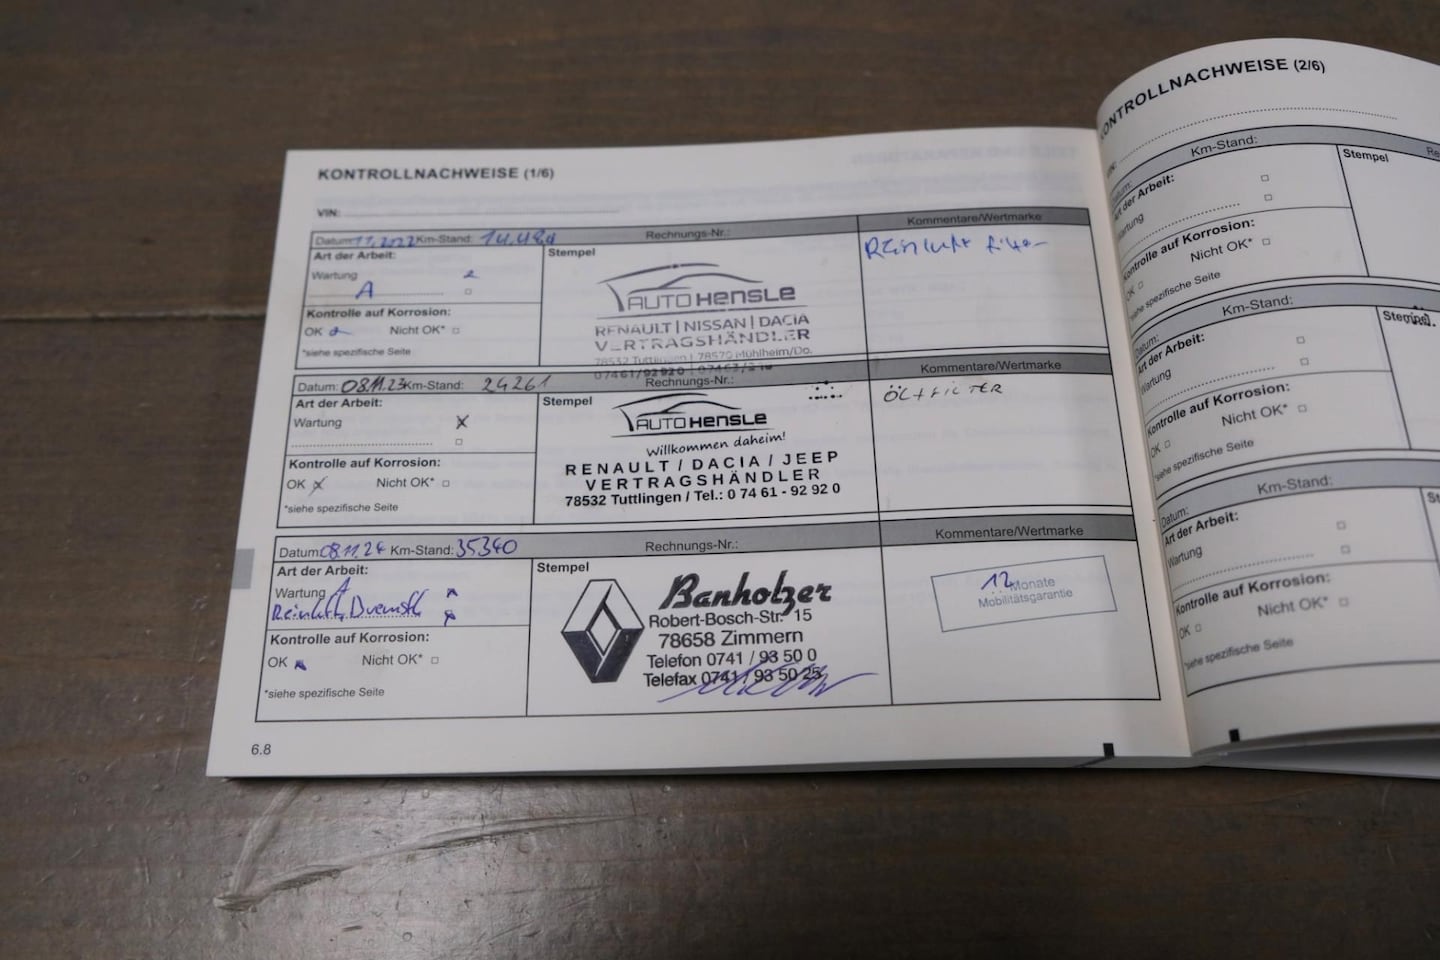 KONTROLLNACHWEISE (1/6)
VIN:
Datum: 11.2022 Km-Stand: Rechnungs-Nr.: Kommentare/Wertmarke
Art der Arbeit:
Wartung
A
Kontrolle auf Korrosion:
OK Nicht OK*
*siehe spezifische Seite
Stempel
AUTO HENSLE
RENAULT | NISSAN | DACIA
VERTRAGSHÄNDLER
78532 Tuttlingen | 78570 Mühlheim/Do.
Reinluft filter
Datum: 08.11.23 Km-Stand: 24261 Rechnungs-Nr.: Kommentare/Wertmarke
Art der Arbeit:
Wartung
Kontrolle auf Korrosion:
OK Nicht OK*
*siehe spezifische Seite
Stempel
AUTO HENSLE
Willkommen daheim!
RENAULT / DACIA / JEEP
VERTRAGSHÄNDLER
78532 Tuttlingen / Tel.: 0 74 61 - 92 92 0
ÖL + FILTER
Datum: 08.11.24 Km-Stand: 35340 Rechnungs-Nr.: Kommentare/Wertmarke
Art der Arbeit:
Wartung A
Kontrolle auf Korrosion:
OK Nicht OK*
*siehe spezifische Seite
Stempel
Banholzer
Robert-Bosch-Str. 15
78658 Zimmern
Telefon 0741 / 93 50 0
Telefax 0741 / 93 50 25
12 Monate
Mobilitätsgarantie
6.8
KONTROLLNACHWEISE (2/6)
VIN:
Datum: Km-Stand:
Art der Arbeit:
Wartung
Kontrolle auf Korrosion:
OK Nicht OK*
*siehe spezifische Seite
Stempel
Datum: Km-Stand:
Art der Arbeit:
Wartung
Kontrolle auf Korrosion:
OK Nicht OK*
*siehe spezifische Seite
Stempel
Datum: Km-Stand:
Art der Arbeit:
Wartung
Kontrolle auf Korrosion:
OK Nicht OK*
*siehe spezifische Seite